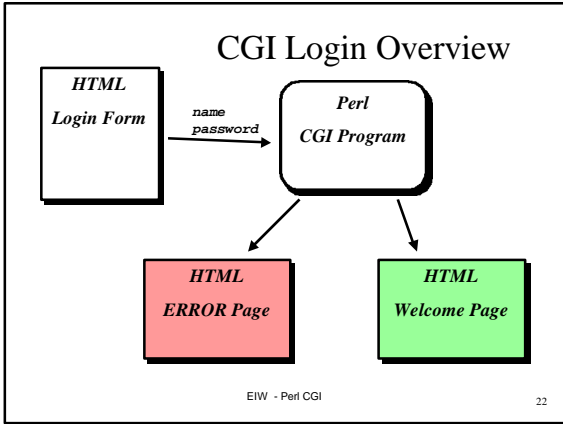 CGI Login Overview
HTML
Login Form
name
password
Perl
CGI Program
HTML
ERROR Page
HTML
Welcome Page
EIW - Perl CGI
22